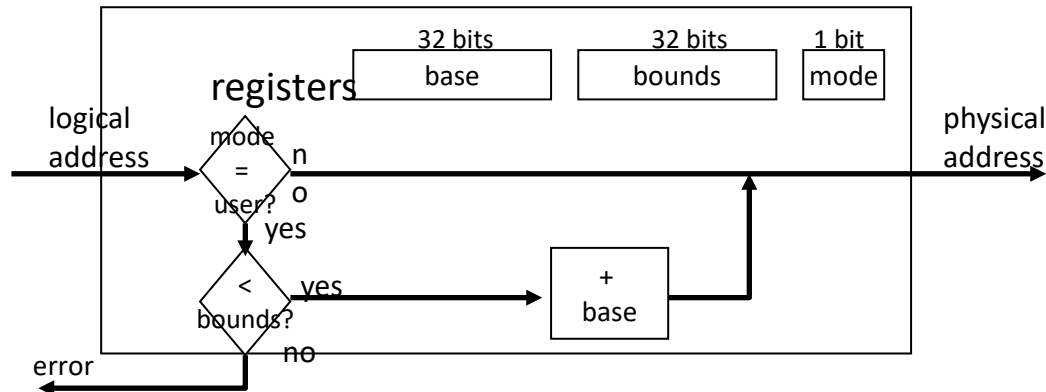 32 bits
32 bits
1 bit
base
bounds
mode
registers
logical
address
physical
address
mode
=
user?
n
o
yes
<
bounds?
yes
+
base
no
error